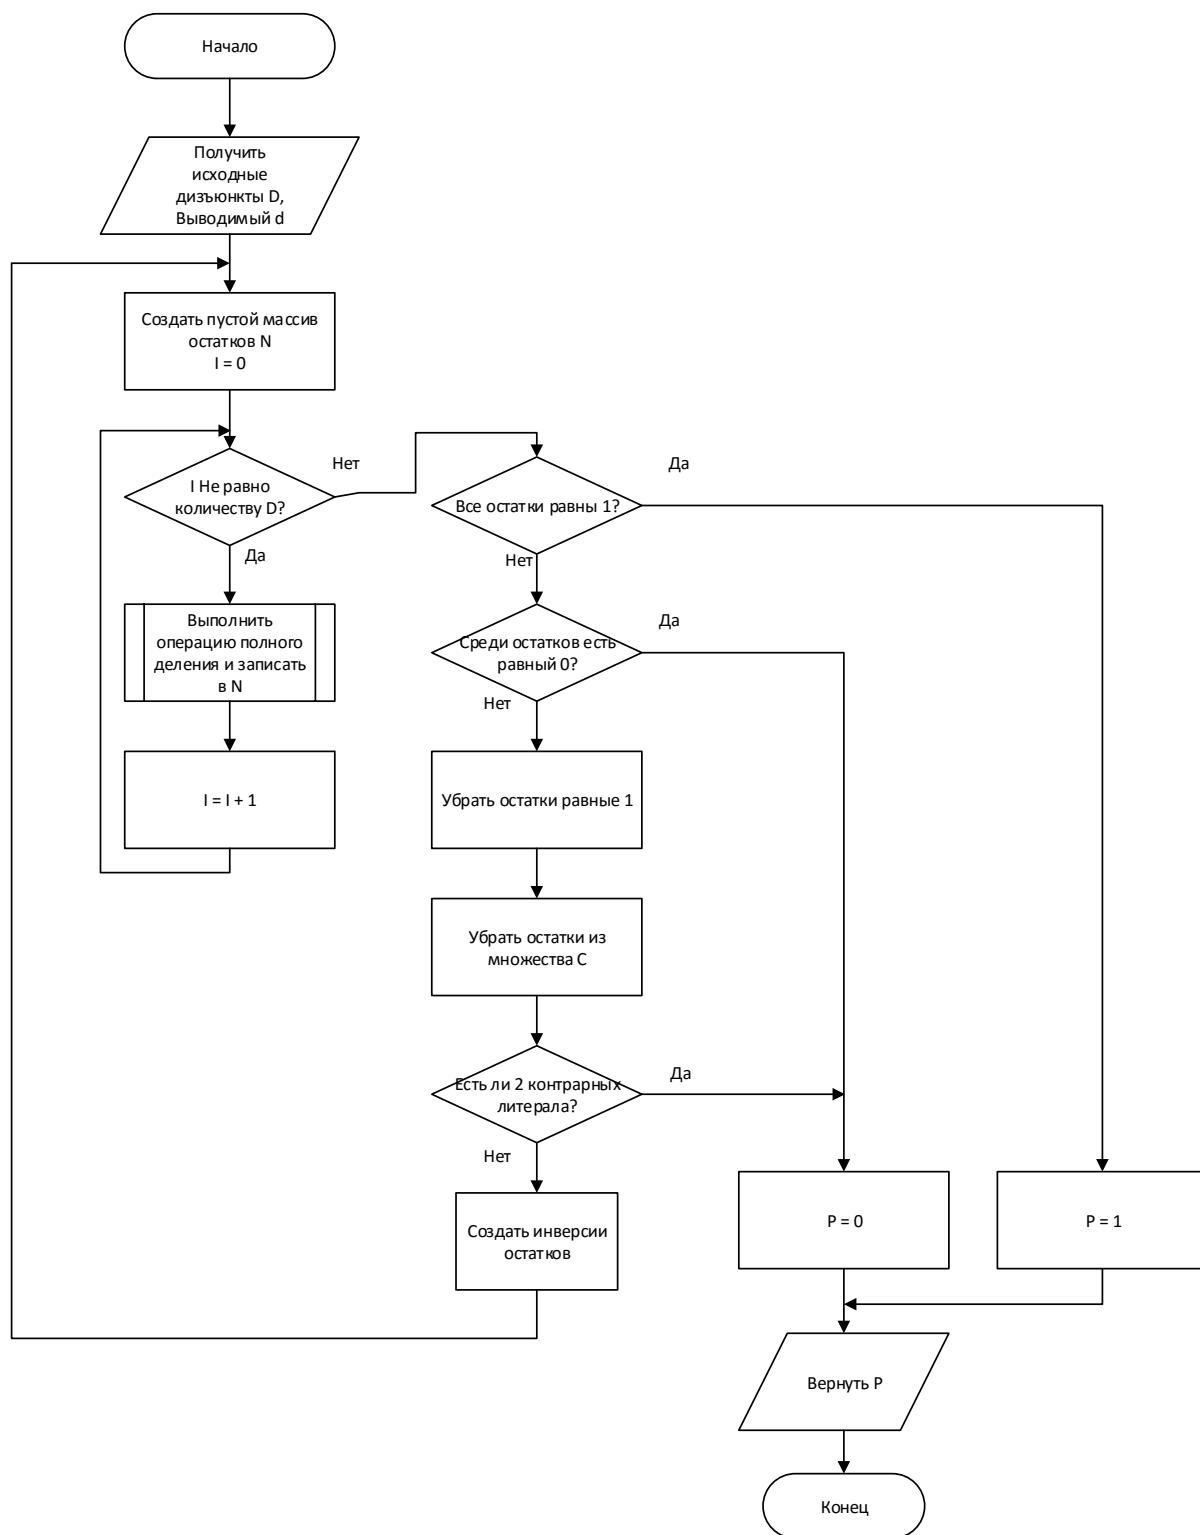 Начало
Получить
исходные
дизъюнкты D,
Выводимый d
Создать пустой массив
остатков N
I = 0
I Не равно
количеству D?
Нет
Да
Выполнить
операцию полного
деления и записать
в N
I = I + 1
Все остатки равны 1?
Да
Нет
Среди остатков есть
равный 0?
Да
Нет
Убрать остатки равные 1
Убрать остатки из
множества C
Есть ли 2 контрарных
литерала?
Да
Нет
Создать инверсии
остатков
P = 0
P = 1
Вернуть P
Конец